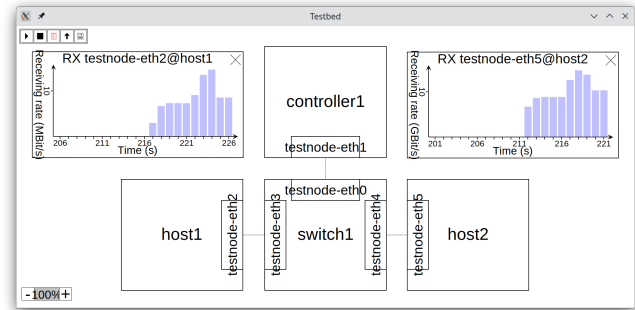 Testbed
RX testnode-eth2@host1
Receiving rate (MBit/s)
10
206 211 216 221 226
Time (s)
RX testnode-eth5@host2
Receiving rate (GBit/s)
10
201 206 211 216 221
Time (s)
controller1
testnode-eth1
testnode-eth0
host1
testnode-eth2
testnode-eth3
switch1
testnode-eth4
testnode-eth5
host2
-100%+